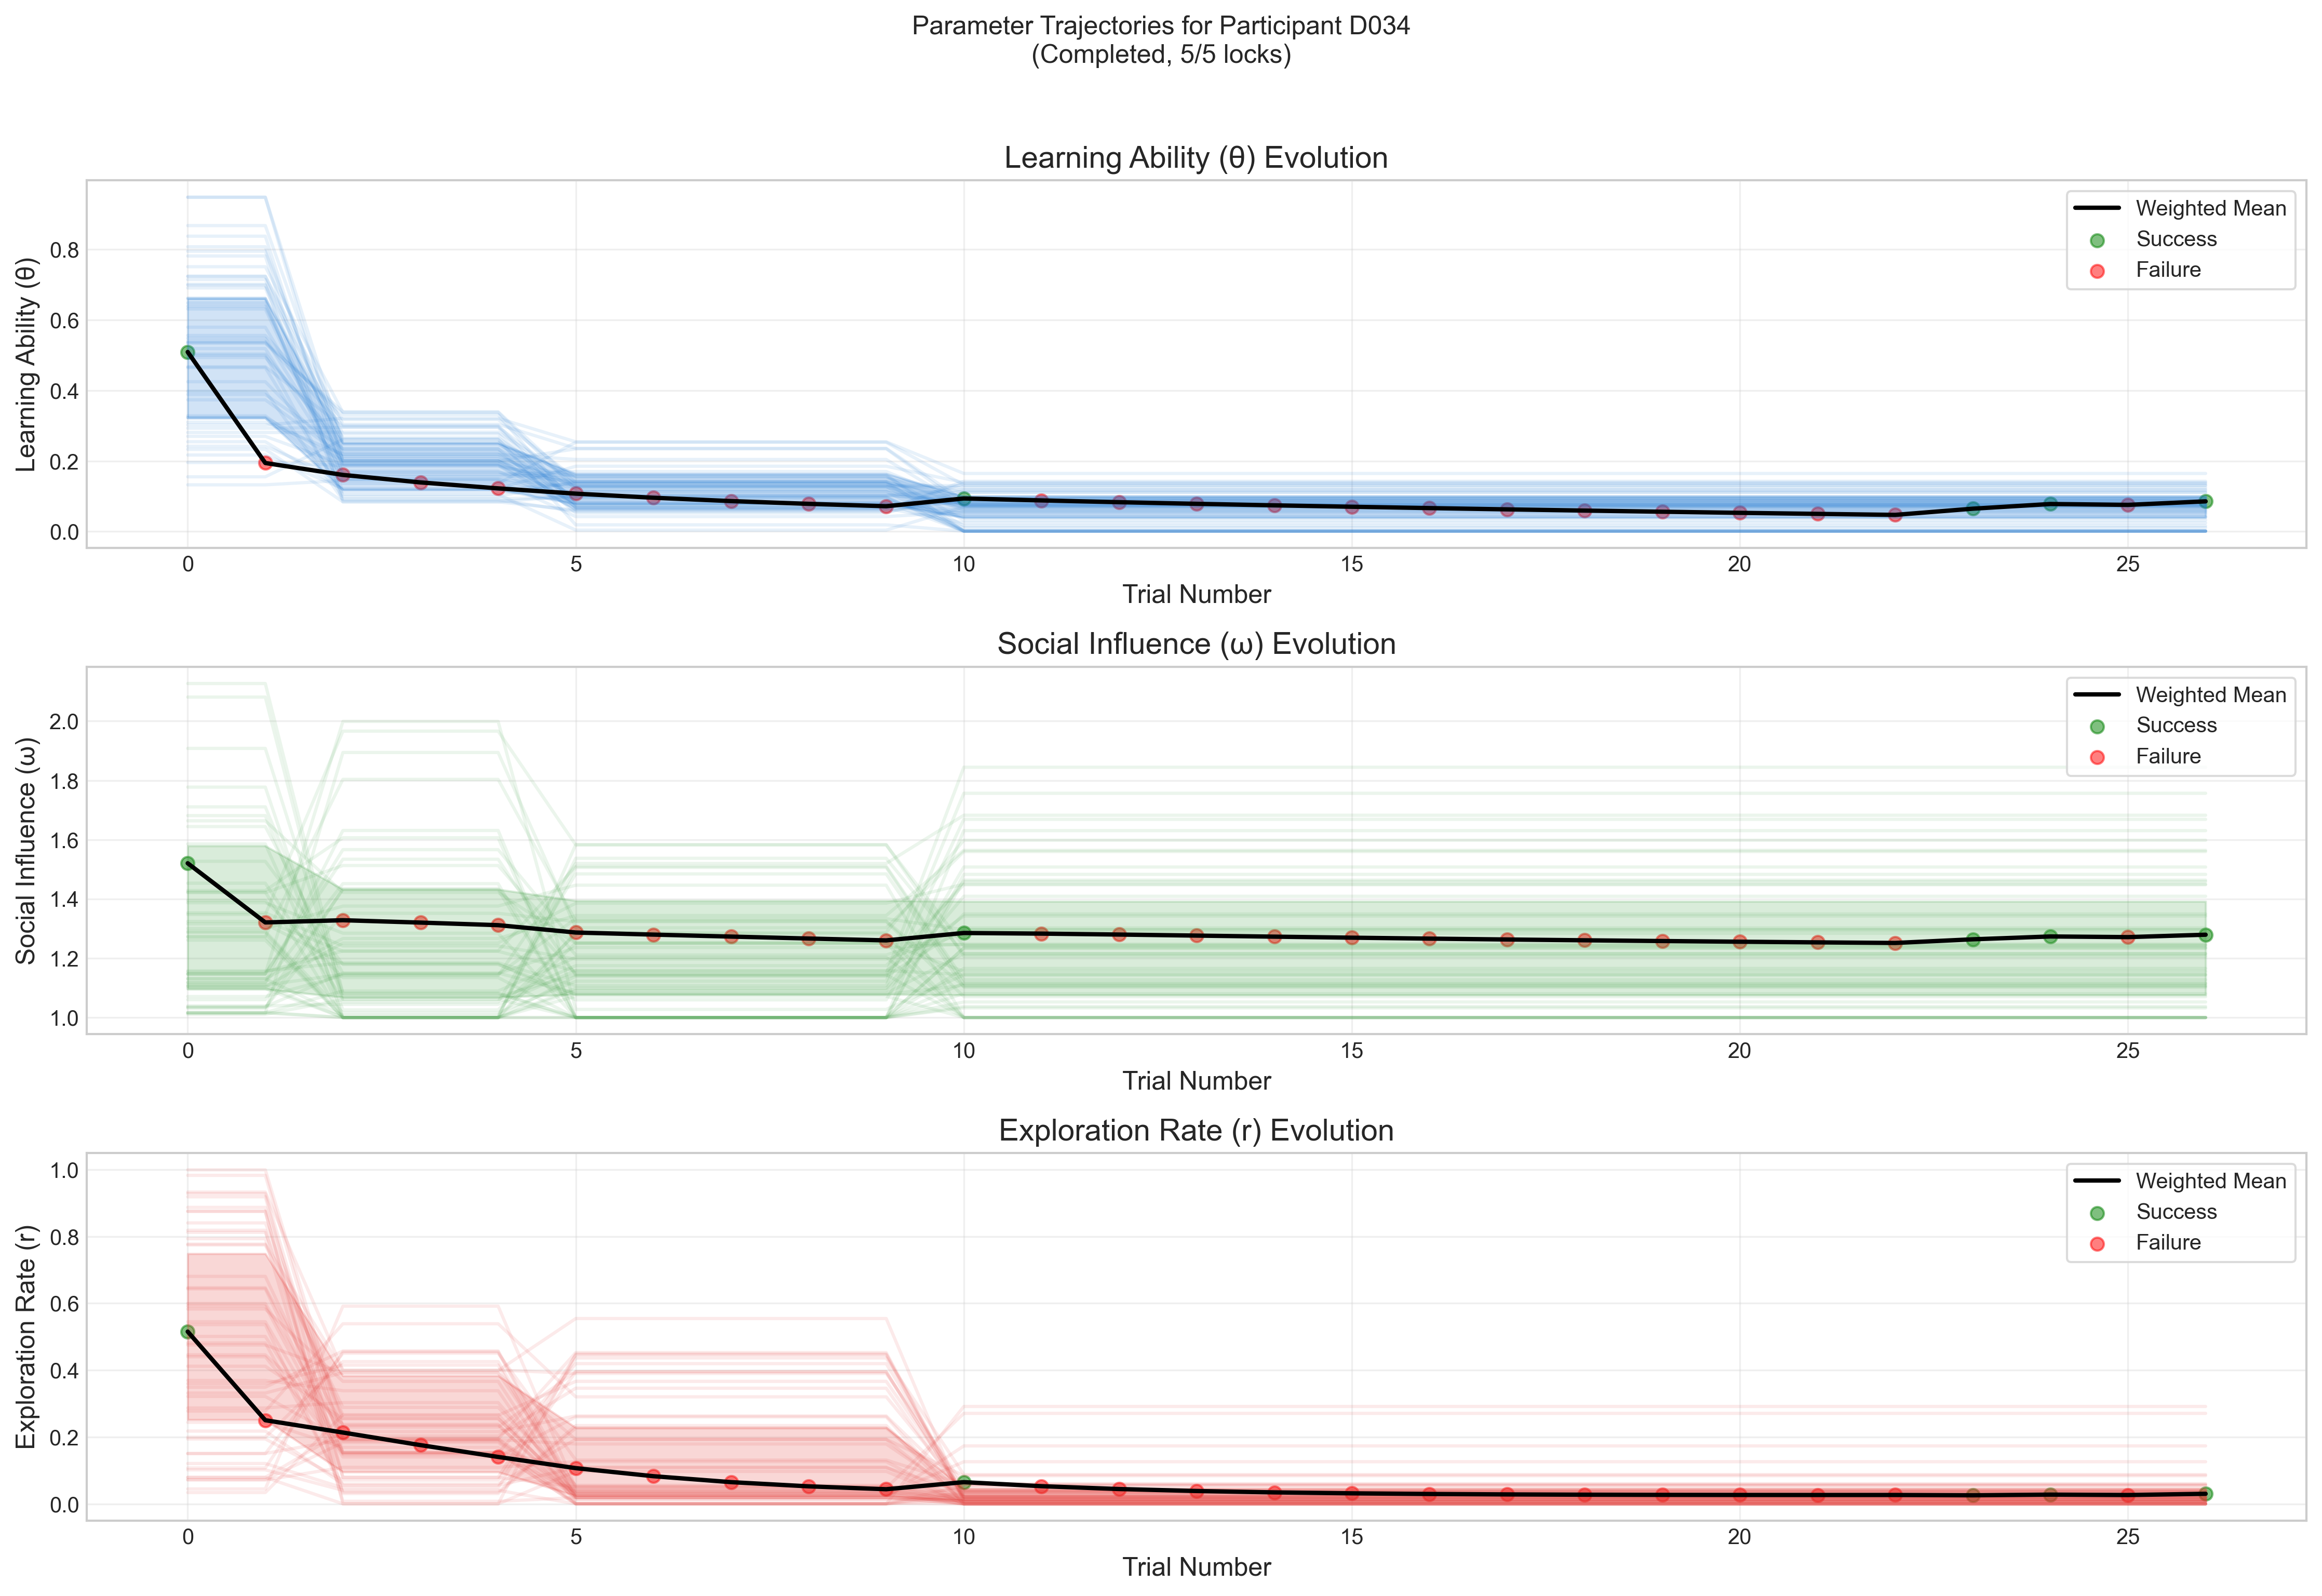 Parameter Trajectories for Participant D034
(Completed, 5/5 locks)
Learning Ability (θ) Evolution
Learning Ability (θ)
0.8
0.6
0.4
0.2
0.0
Weighted Mean
Success
Failure
0 5 10 15 20 25
Trial Number
Social Influence (ω) Evolution
Social Influence (ω)
2.0
1.8
1.6
1.4
1.2
1.0
Weighted Mean
Success
Failure
0 5 10 15 20 25
Trial Number
Exploration Rate (r) Evolution
Exploration Rate (r)
1.0
0.8
0.6
0.4
0.2
0.0
Weighted Mean
Success
Failure
0 5 10 15 20 25
Trial Number